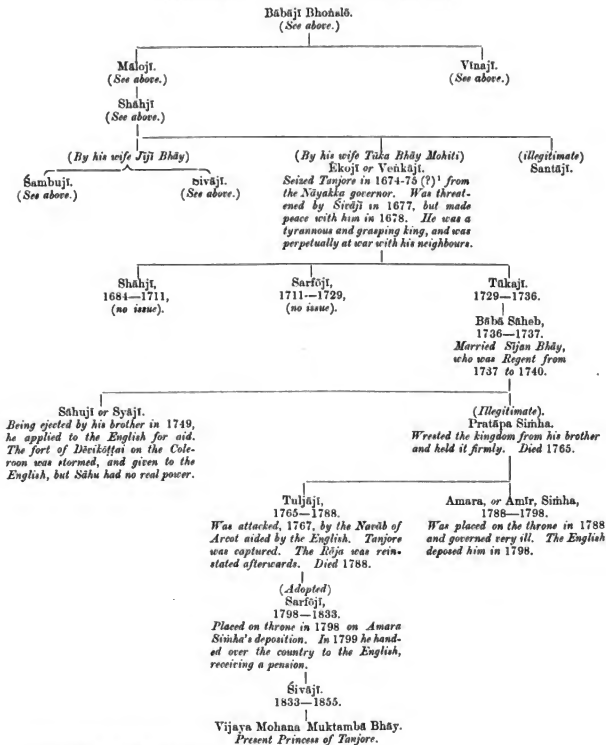 Bābājī Bhoṅslē.
(See above.)
Mālojī.
(See above.)
Vīnajī.
(See above.)
Shāhjī
(See above.)
(By his wife Jījī Bhāy)
Śambujī.
(See above.)
Śivājī.
(See above.)
(By his wife Tāka Bhāy Mohiti)
Ēkojī or Veṅkājī.
Seized Tanjore in 1674-75 (?)¹ from
the Nāyakka governor. Was threat-
ened by Śivājī in 1677, but made
peace with him in 1678. He was a
tyrannous and grasping king, and was
perpetually at war with his neighbours.
(illegitimate)
Santājī.
Shāhjī,
1684—1711,
(no issue).
Sarfōjī,
1711—1729,
(no issue).
Tūkajī.
1729—1736.
Bābā Sāheb,
1736—1737.
Married Sījan Bhāy,
who was Regent from
1737 to 1740.
Sāhujī or Syājī.
Being ejected by his brother in 1749,
he applied to the English for aid.
The fort of Dēvikōṭṭai on the Cole-
roon was stormed, and given to the
English, but Sāhu had no real power.
(Illegitimate).
Pratāpa Siṁha.
Wrested the kingdom from his brother
and held it firmly. Died 1765.
Tuljājī,
1765—1788.
Was attacked, 1767, by the Navāb of
Arcot aided by the English. Tanjore
was captured. The Rāja was rein-
stated afterwards. Died 1788.
Amara, or Amīr, Siṁha,
1788—1798.
Was placed on the throne in 1788
and governed very ill. The English
deposed him in 1798.
(Adopted)
Sarfōjī,
1798—1833.
Placed on throne in 1798 on Amara
Siṁha's deposition. In 1799 he hand-
ed over the country to the English,
receiving a pension.
Śivājī.
1833—1855.
Vijaya Mohana Muktambā Bhāy.
Present Princess of Tanjore.